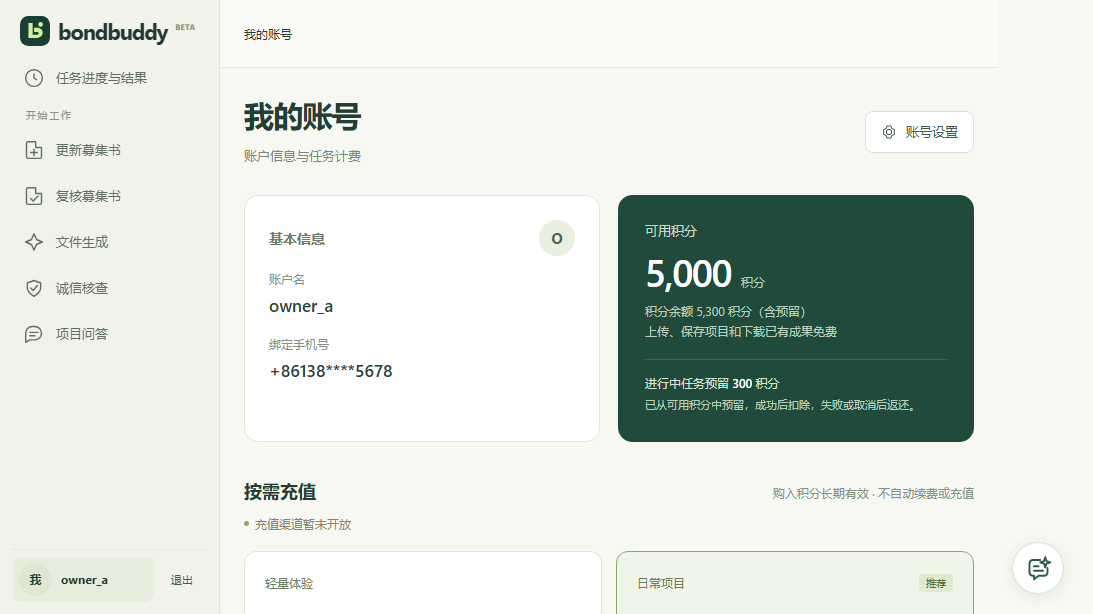 bondbuddy BETA
任务进度与结果
开始工作
更新募集书
复核募集书
文件生成
诚信核查
项目问答
我 owner_a 退出
我的账号
我的账号
账户信息与任务计费
账号设置
基本信息
O
账户名
owner_a
绑定手机号
+86138****5678
可用积分
5,000 积分
积分余额 5,300 积分（含预留）
上传、保存项目和下载已有成果免费
进行中任务预留 300 积分
已从可用积分中预留，成功后扣除，失败或取消后返还。
按需充值
购入积分长期有效 · 不自动续费或充值
充值渠道暂未开放
轻量体验
日常项目
推荐